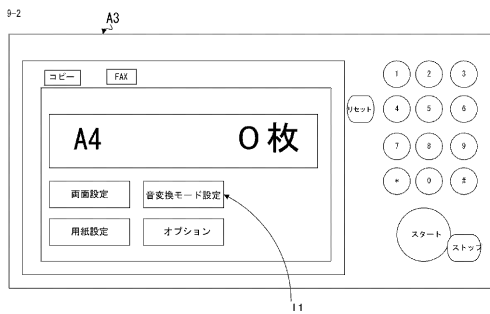 9-2
A3
コピー
FAX
A4 0枚
両面設定
音変換モード設定
用紙設定
オプション
リセット
1 2 3
4 5 6
7 8 9
* 0 #
スタート
ストップ
I1